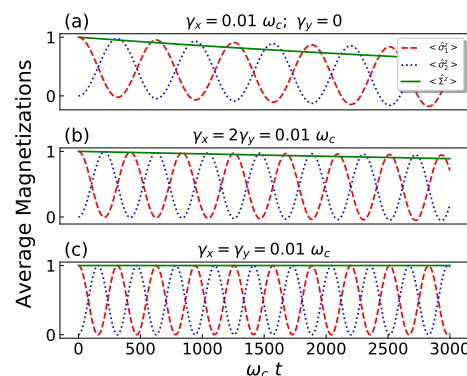 (a) γx = 0.01 ωc; γy = 0
1
0
< σ̂₁ᶻ >
< σ̂₂ᶻ >
< Σ̂ᶻ >
(b) γx = 2γy = 0.01 ωc
1
0
(c) γx = γy = 0.01 ωc
1
0
Average Magnetizations
0 500 1000 1500 2000 2500 3000
ωc t